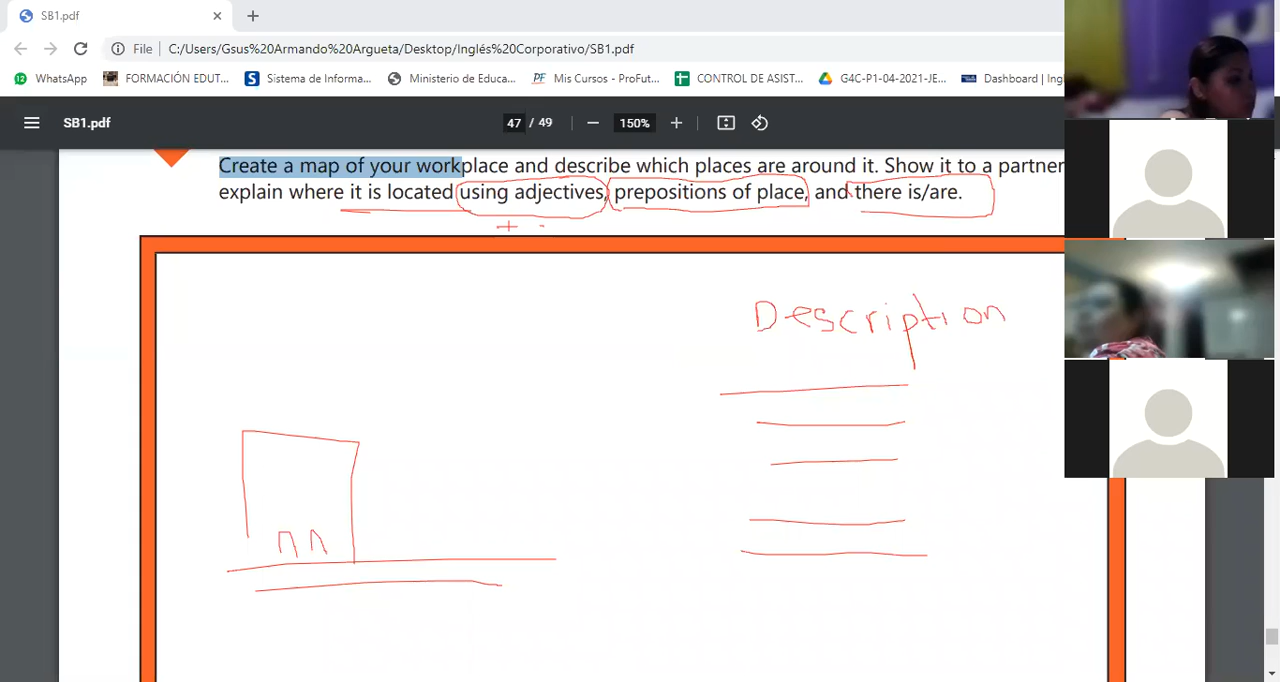 SB1.pdf
File C:/Users/Gsus%20Armando%20Argueta/Desktop/Inglés%20Corporativo/SB1.pdf
WhatsApp FORMACIÓN EDUT... Sistema de Informa... Ministerio de Educa... Mis Cursos - ProFut... CONTROL DE ASIST... G4C-P1-04-2021-JE... Dashboard | Ing
SB1.pdf 47 / 49 150%
Create a map of your workplace and describe which places are around it. Show it to a partner
explain where it is located using adjectives, prepositions of place, and there is/are.
Description